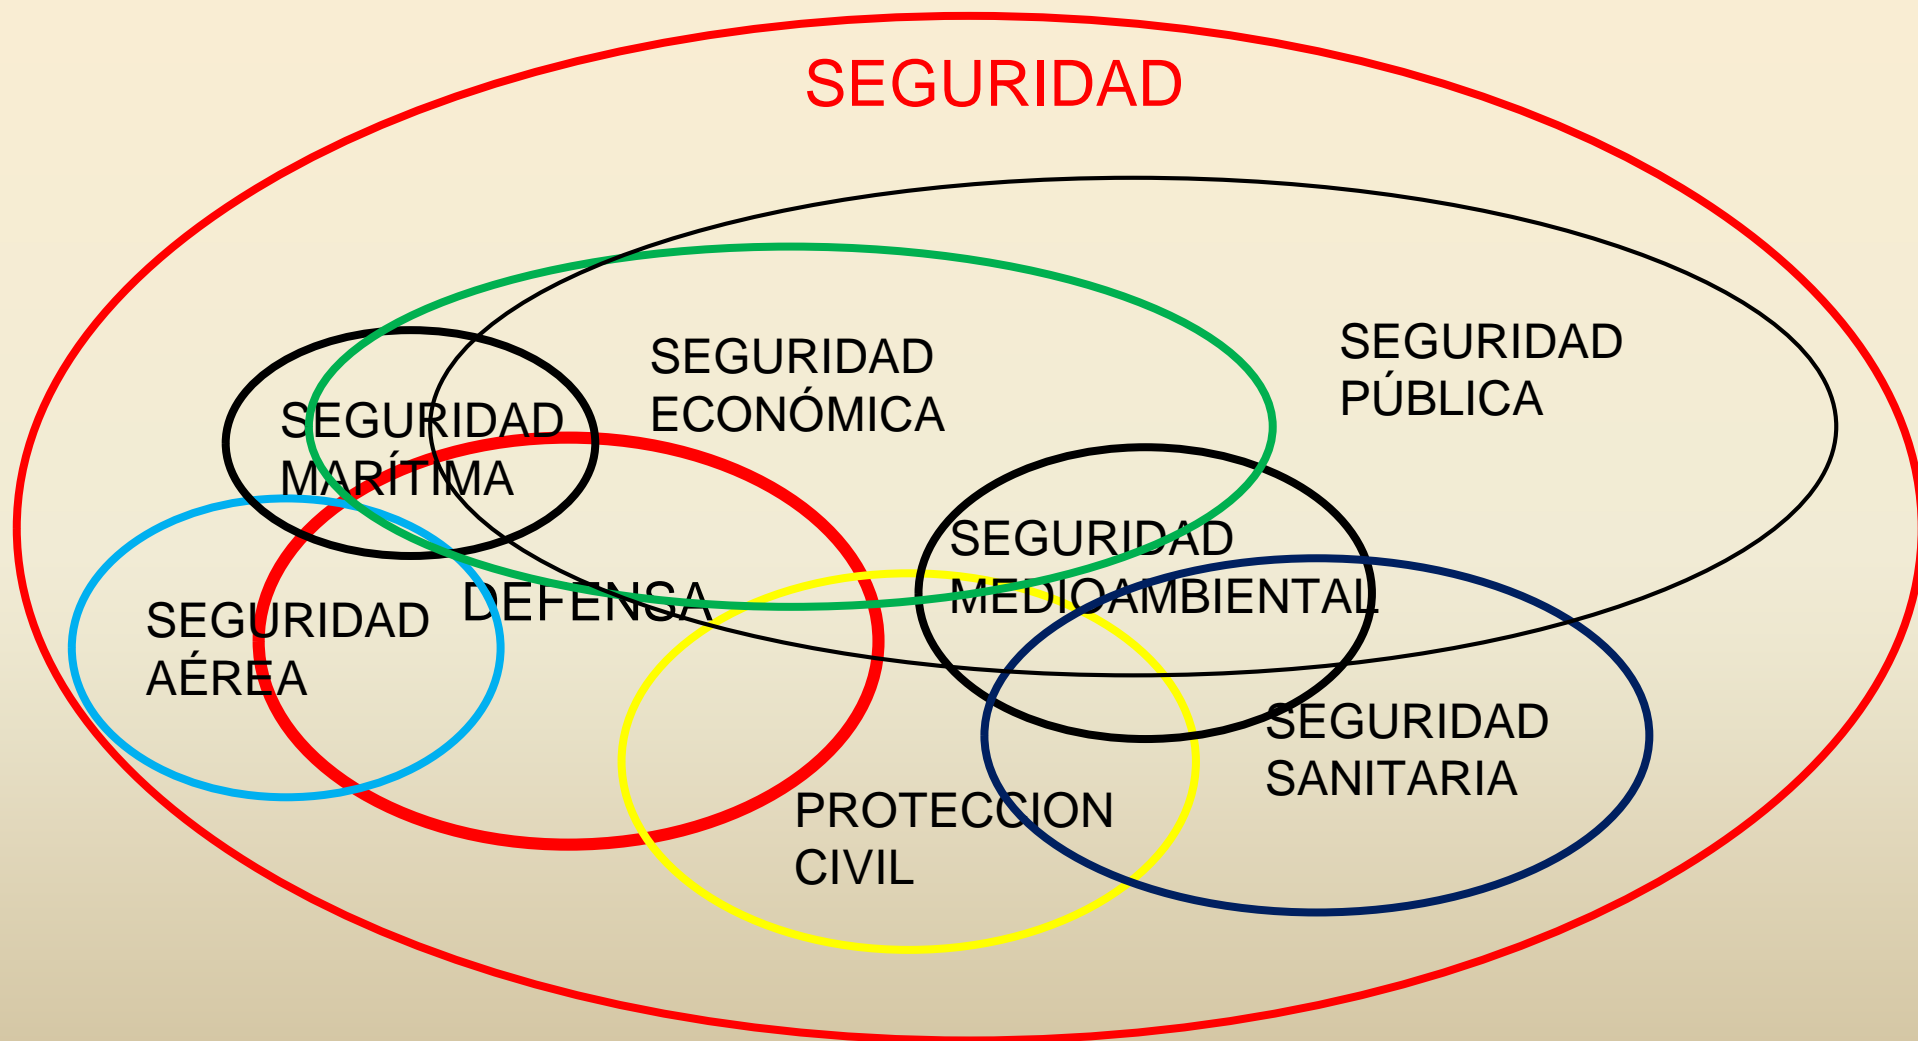 SEGURIDAD
SEGURIDAD
PÚBLICA
SEGURIDAD
ECONÓMICA
SEGURIDAD
MARÍTIMA
SEGURIDAD
MEDIOAMBIENTAL
DEFENSA
SEGURIDAD
AÉREA
SEGURIDAD
SANITARIA
PROTECCION
CIVIL